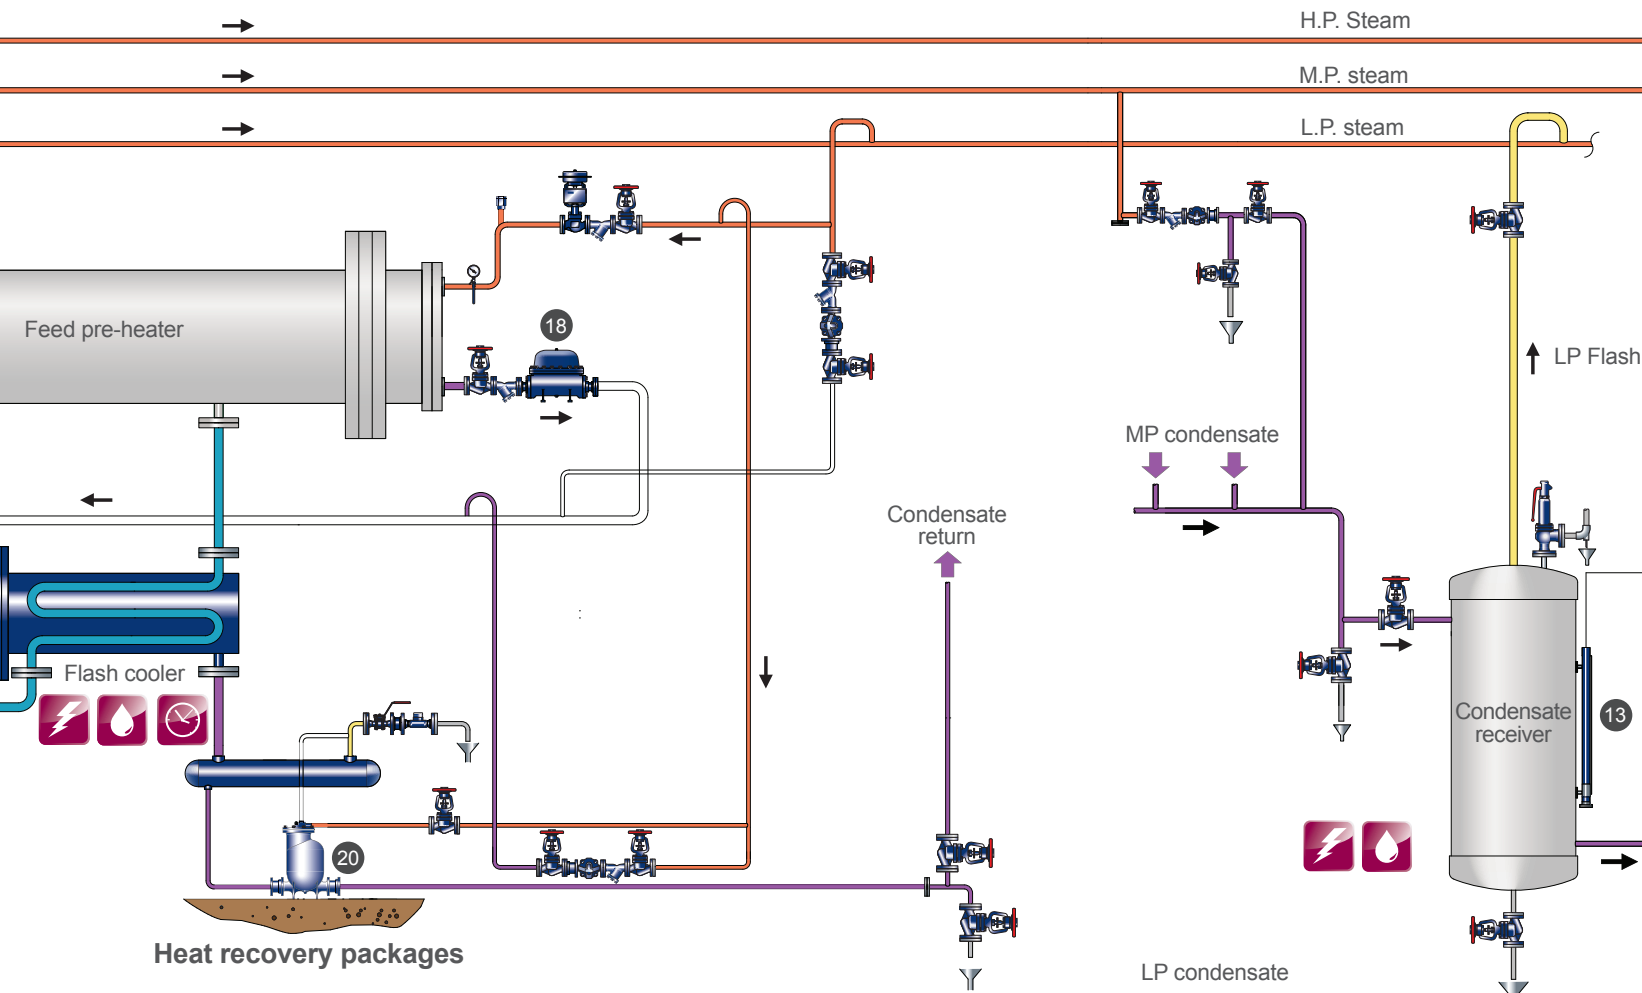 H.P. Steam
M.P. steam
L.P. steam
Feed pre-heater
18
LP Flash
MP condensate
Condensate
return
:
Flash cooler
Condensate
receiver
13
20
Heat recovery packages
LP condensate